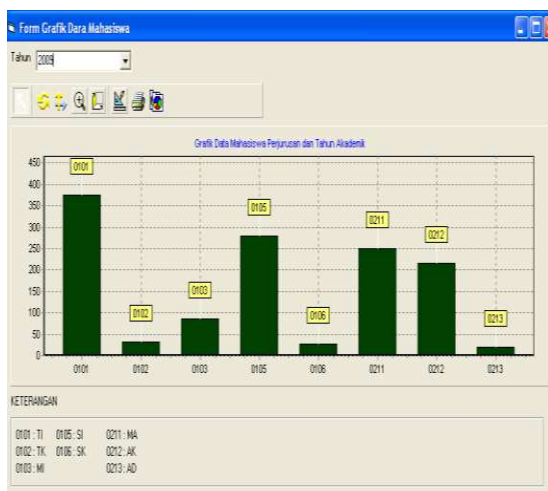 Form Grafik Dara Mahasiswa
Tahun 2009
Grafik Data Mahasiswa Perjurusan dan Tahun Akademik
450
400
350
300
250
200
150
100
50
0
0101
0102
0103
0105
0106
0211
0212
0213
0101 0102 0103 0105 0106 0211 0212 0213
KETERANGAN
0101 : TI 0105 : SI 0211 : MA
0102 : TK 0106 : SK 0212 : AK
0103 : MI 0213 : AD